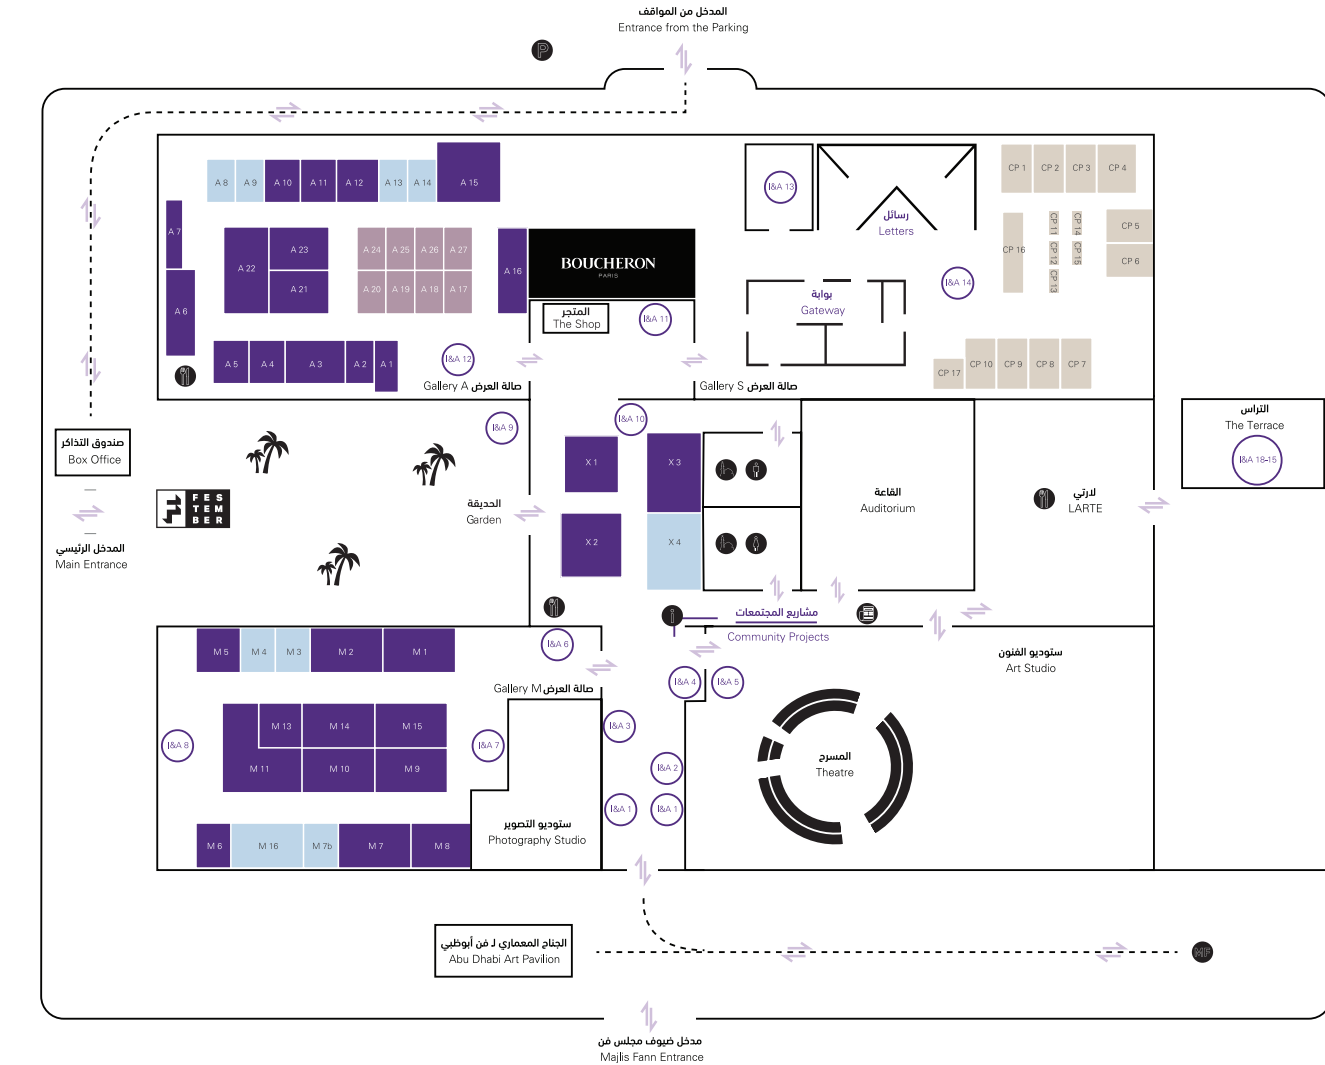 المدخل من المواقف
Entrance from the Parking
P
A 8
A 9
A 10
A 11
A 12
A 13
A 14
A 15
A 7
A 6
A 22
A 23
A 21
A 24
A 25
A 26
A 27
A 20
A 19
A 18
A 17
A 16
BOUCHERON
PARIS
المتجر
The Shop
I&A 11
I&A 12
A 5
A 4
A 3
A 2
A 1
Gallery A صالة العرض
Gallery S صالة العرض
I&A 13
رسائل
Letters
I&A 14
بوابة
Gateway
CP 1
CP 2
CP 3
CP 4
CP 5
CP 6
CP 16
CP 11
CP 14
CP 12
CP 15
CP 13
CP 17
CP 10
CP 9
CP 8
CP 7
صندوق التذاكر
Box Office
FES
TEM
BER
المدخل الرئيسي
Main Entrance
I&A 9
I&A 10
الحديقة
Garden
X 1
X 3
X 2
X 4
القاعة
Auditorium
لارتي
LARTE
التراس
The Terrace
I&A 18-15
مشاريع المجتمعات
Community Projects
i
I&A 6
M 5
M 4
M 3
M 2
M 1
Gallery M صالة العرض
I&A 4
I&A 5
ستوديو الفنون
Art Studio
I&A 8
M 13
M 14
M 15
M 11
M 10
M 9
I&A 7
I&A 3
I&A 2
I&A 1
I&A 1
المسرح
Theatre
M 6
M 16
M 7b
M 7
M 8
ستوديو التصوير
Photography Studio
الجناح المعماري لـ فن أبوظبي
Abu Dhabi Art Pavilion
MF
مدخل ضيوف مجلس فن
Majlis Fann Entrance